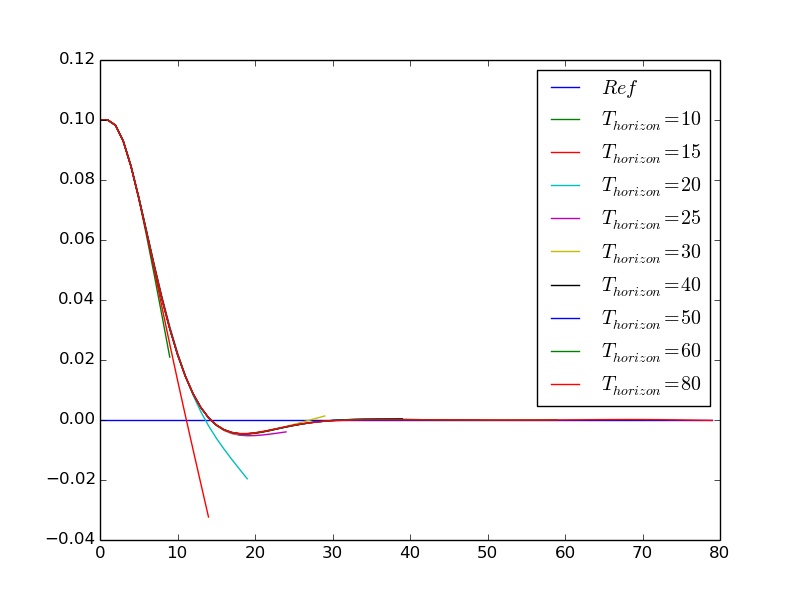 0.12
0.10
0.08
0.06
0.04
0.02
0.00
−0.02
−0.04
0 10 20 30 40 50 60 70 80
Ref
T_horizon=10
T_horizon=15
T_horizon=20
T_horizon=25
T_horizon=30
T_horizon=40
T_horizon=50
T_horizon=60
T_horizon=80